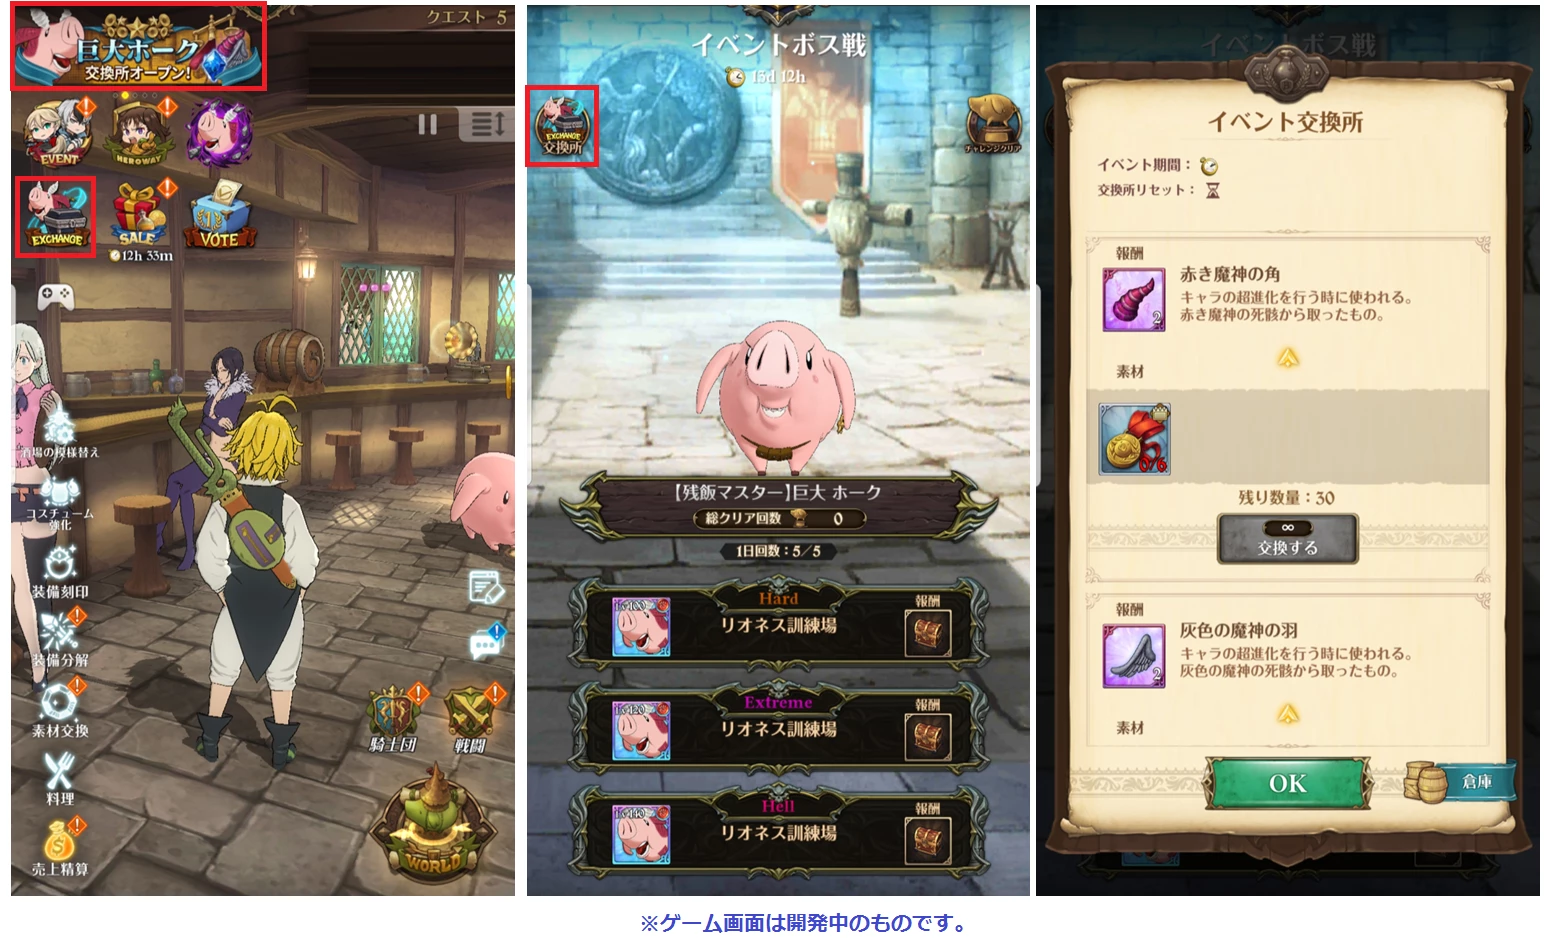 クエスト 5
巨大ホーク
交換所オープン!
EVENT
HEROWAY
EXCHANGE
SALE
VOTE
12h 33m
酒場の模様替え
コスチューム
強化
装備刻印
装備分解
素材交換
料理
売上精算
騎士団
戦闘
WORLD
イベントボス戦
13d 12h
EXCHANGE
交換所
チャレンジクリア
【残飯マスター】巨大 ホーク
総クリア回数 0
1日回数：5／5
Hard
リオネス訓練場
報酬
Lv100
Extreme
リオネス訓練場
報酬
Lv120
Hell
リオネス訓練場
報酬
Lv140
イベントボス戦
イベント交換所
イベント期間：
交換所リセット：
報酬
赤き魔神の角
キャラの超進化を行う時に使われる。
赤き魔神の死骸から取ったもの。
2
素材
0/6
残り数量：30
∞
交換する
報酬
灰色の魔神の羽
キャラの超進化を行う時に使われる。
灰色の魔神の死骸から取ったもの。
2
素材
OK
倉庫
※ゲーム画面は開発中のものです。